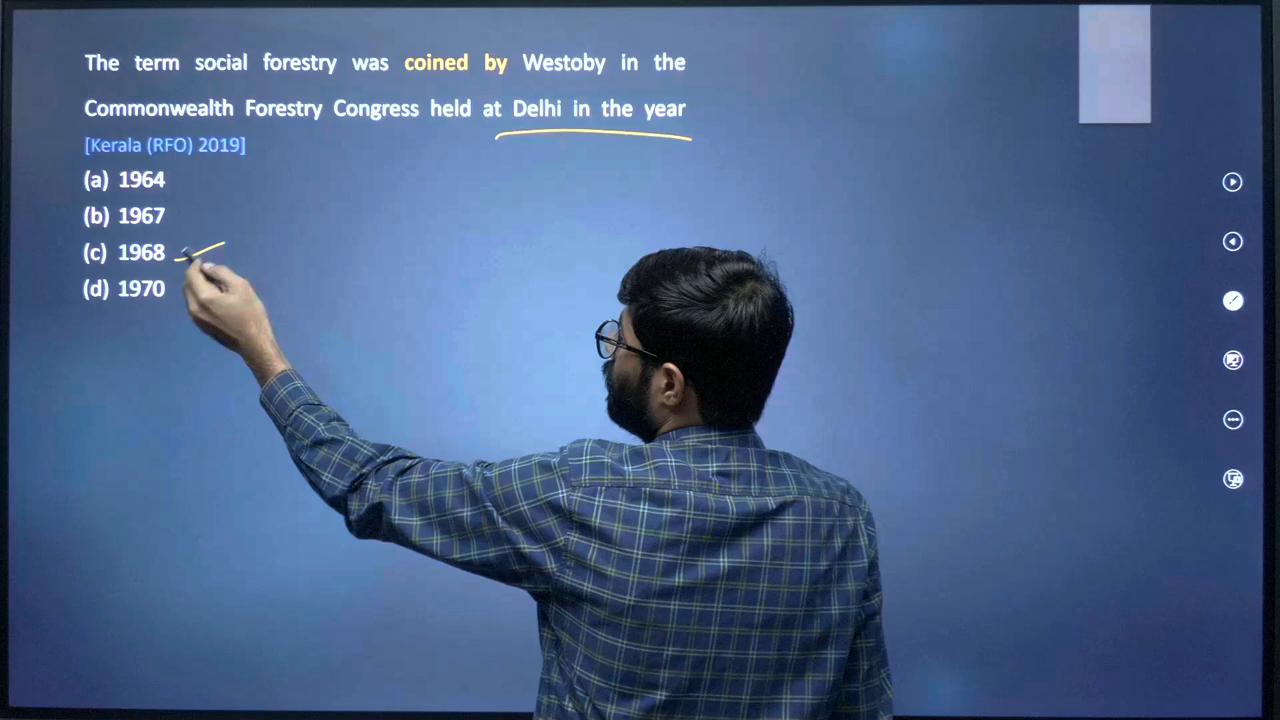 The term social forestry was coined by Westoby in the
Commonwealth Forestry Congress held at Delhi in the year
[Kerala (RFO) 2019]
(a) 1964
(b) 1967
(c) 1968
(d) 1970